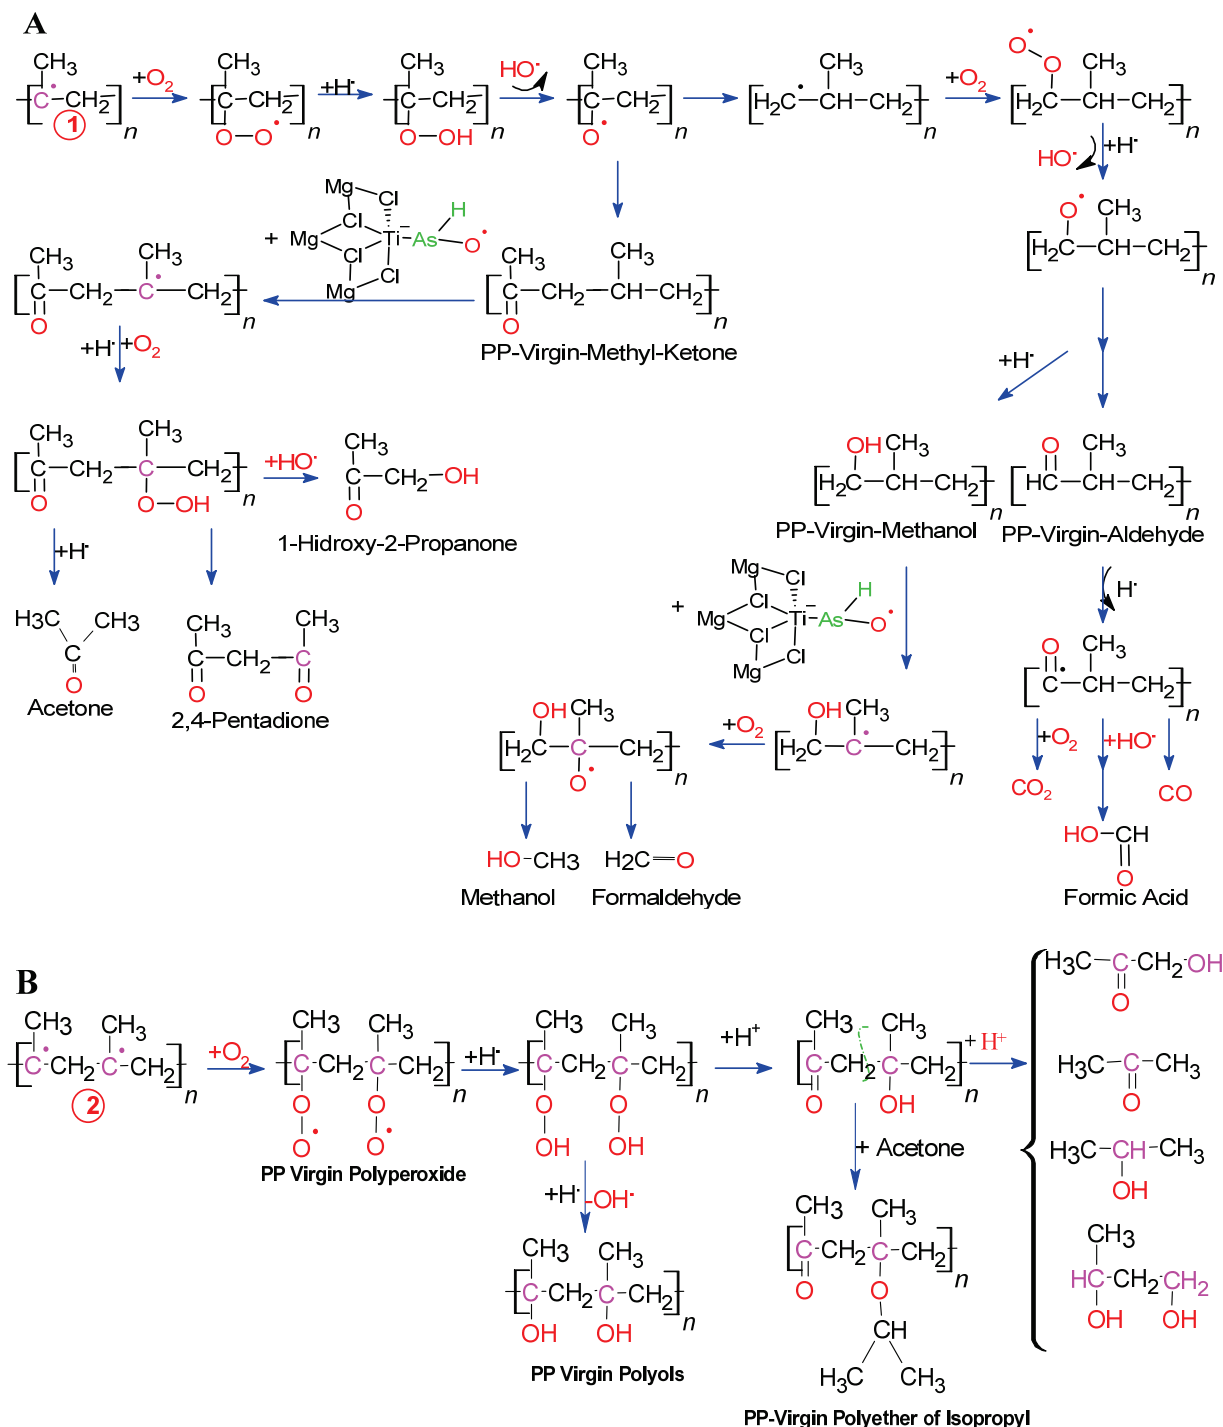 A
CH3 +O2 CH3 +H· CH3 HO· CH3 O· O CH3
[C·—CH2]n [C—CH2]n [C—CH2]n [C—CH2]n [H2C·—CH—CH2]n +O2 [H2C—CH—CH2]n
1 O—O· O—OH O· CH3
HO· +H·
O· CH3
[H2C—CH—CH2]n
Mg Cl H
Cl
+ Mg Ti− As O·
Cl
Cl
Mg
CH3 CH3 CH3 CH3
[C—CH2—C·—CH2]n [C—CH2—CH—CH2]n
O O
PP-Virgin-Methyl-Ketone
+H· +O2
+H·
CH3 CH3 CH3 OH CH3 O CH3
[C—CH2—C—CH2]n +HO· C—CH2—OH [H2C—CH—CH2]n [HC—CH—CH2]n
O O—OH O
1-Hidroxy-2-Propanone
PP-Virgin-Methanol PP-Virgin-Aldehyde
+H·
Mg Cl H
Cl
+ Mg Ti− As O·
Cl
Mg Cl
H·
H3C CH3 CH3 CH3
C C—CH2—C
O O O
Acetone 2,4-Pentadione
O CH3
[C·—CH—CH2]n
OH CH3 OH CH3
[H2C—C—CH2]n +O2 [H2C—C·—CH2]n
O·
+O2 +HO·
CO2 CO
HO—CH3 H2C=O HO—CH
O
Methanol Formaldehyde Formic Acid
B
H3C—C—CH2—OH
O
CH3 CH3 CH3 CH3 CH3 CH3 CH3 CH3
[C·—CH2—C·—CH2]n +O2 [C—CH2—C—CH2]n +H· [C—CH2—C—CH2]n +H+ [C—CH2—C—CH2]n + H+
2 O O O O O OH
O· O· OH OH
H3C—C—CH3
O
PP Virgin Polyperoxide
+ Acetone
H3C—CH—CH3
OH
+H· -OH·
CH3 CH3 CH3 CH3 CH3
[C—CH2—C—CH2]n [C—CH2—C—CH2]n HC—CH2—CH2
OH OH O O OH OH
CH
H3C CH3
PP Virgin Polyols
PP-Virgin Polyether of Isopropyl